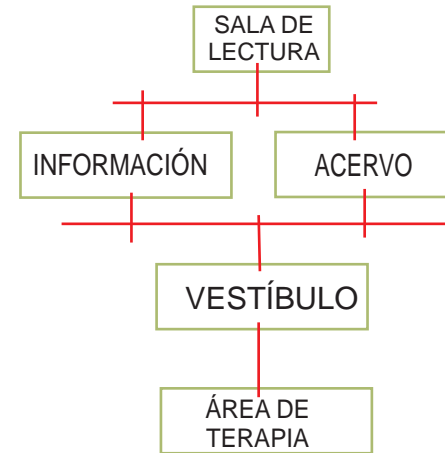 SALA DE
LECTURA
INFORMACIÓN
ACERVO
VESTÍBULO
ÁREA DE
TERAPIA